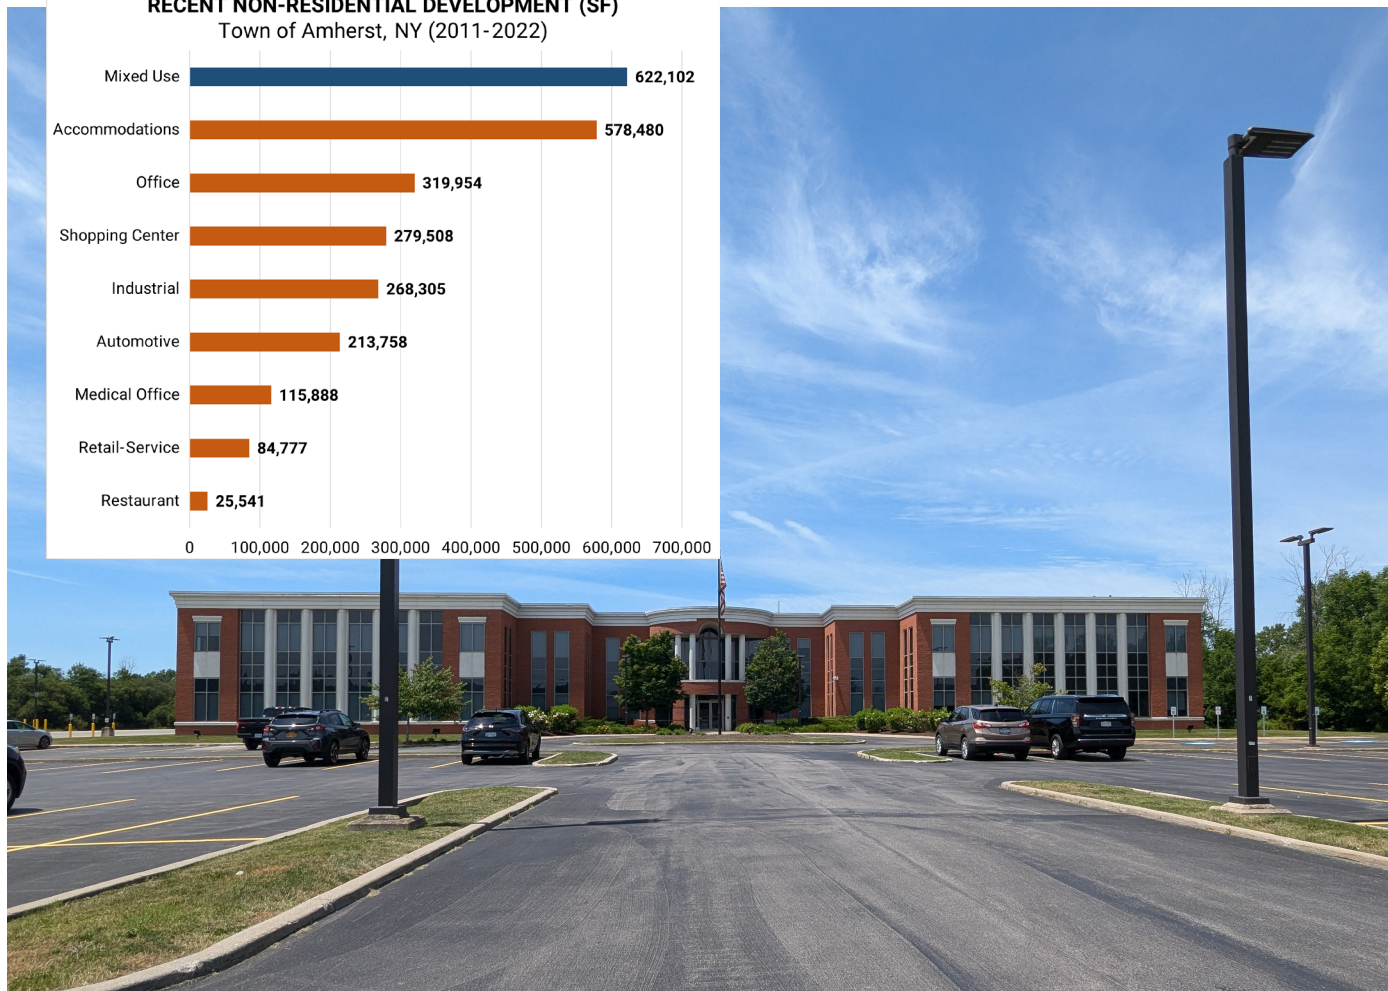 RECENT NON-RESIDENTIAL DEVELOPMENT (SF)
Town of Amherst, NY (2011-2022)
Mixed Use 622,102
Accommodations 578,480
Office 319,954
Shopping Center 279,508
Industrial 268,305
Automotive 213,758
Medical Office 115,888
Retail-Service 84,777
Restaurant 25,541
0 100,000 200,000 300,000 400,000 500,000 600,000 700,000